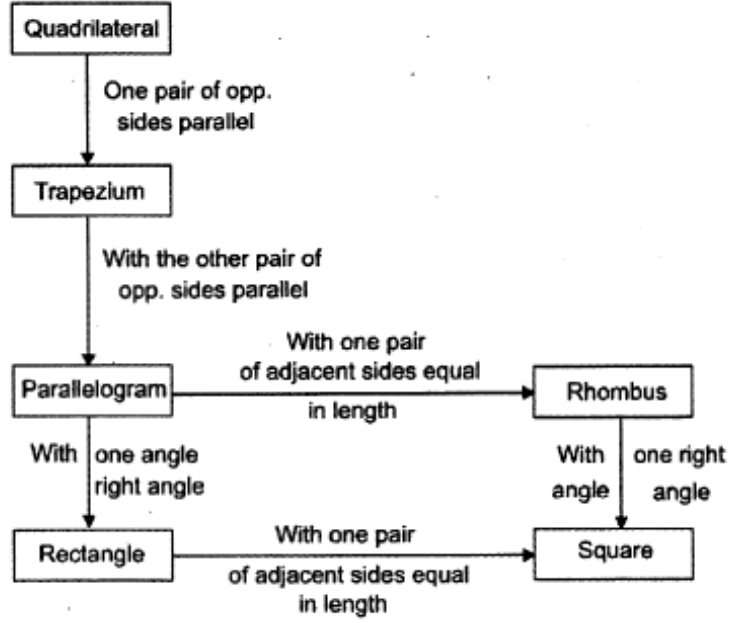 Quadrilateral
One pair of opp.
sides parallel
Trapezium
With the other pair of
opp. sides parallel
With one pair
of adjacent sides equal
in length
Parallelogram
Rhombus
With one angle
right angle
With one right
angle angle
Rectangle
With one pair
of adjacent sides equal
in length
Square